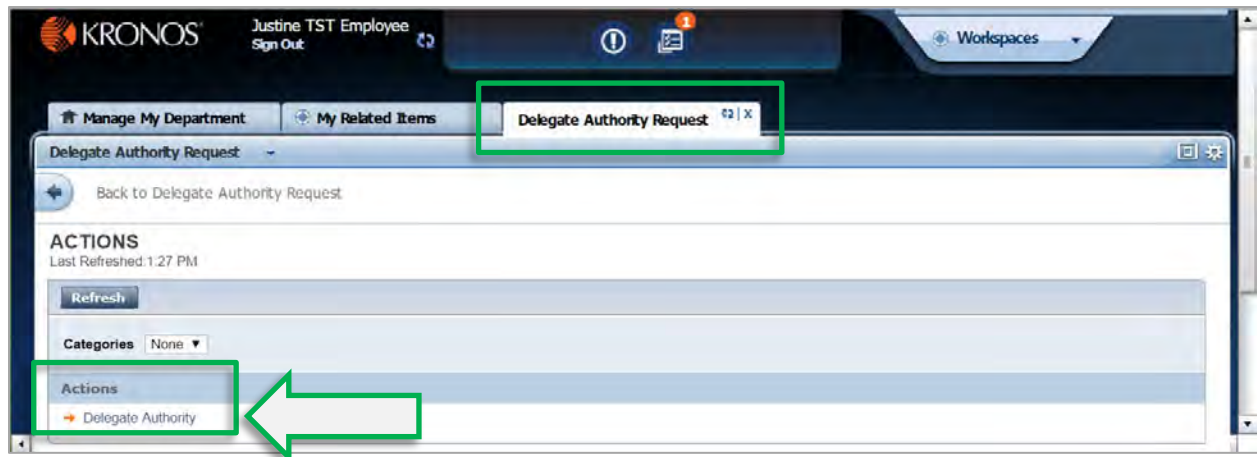 KRONOS
Justine TST Employee
Sign Out
1
Workspaces
Manage My Department
My Related Items
Delegate Authority Request
x
Delegate Authority Request
Back to Delegate Authority Request
ACTIONS
Last Refreshed:1:27 PM
Refresh
Categories None
Actions
Delegate Authority